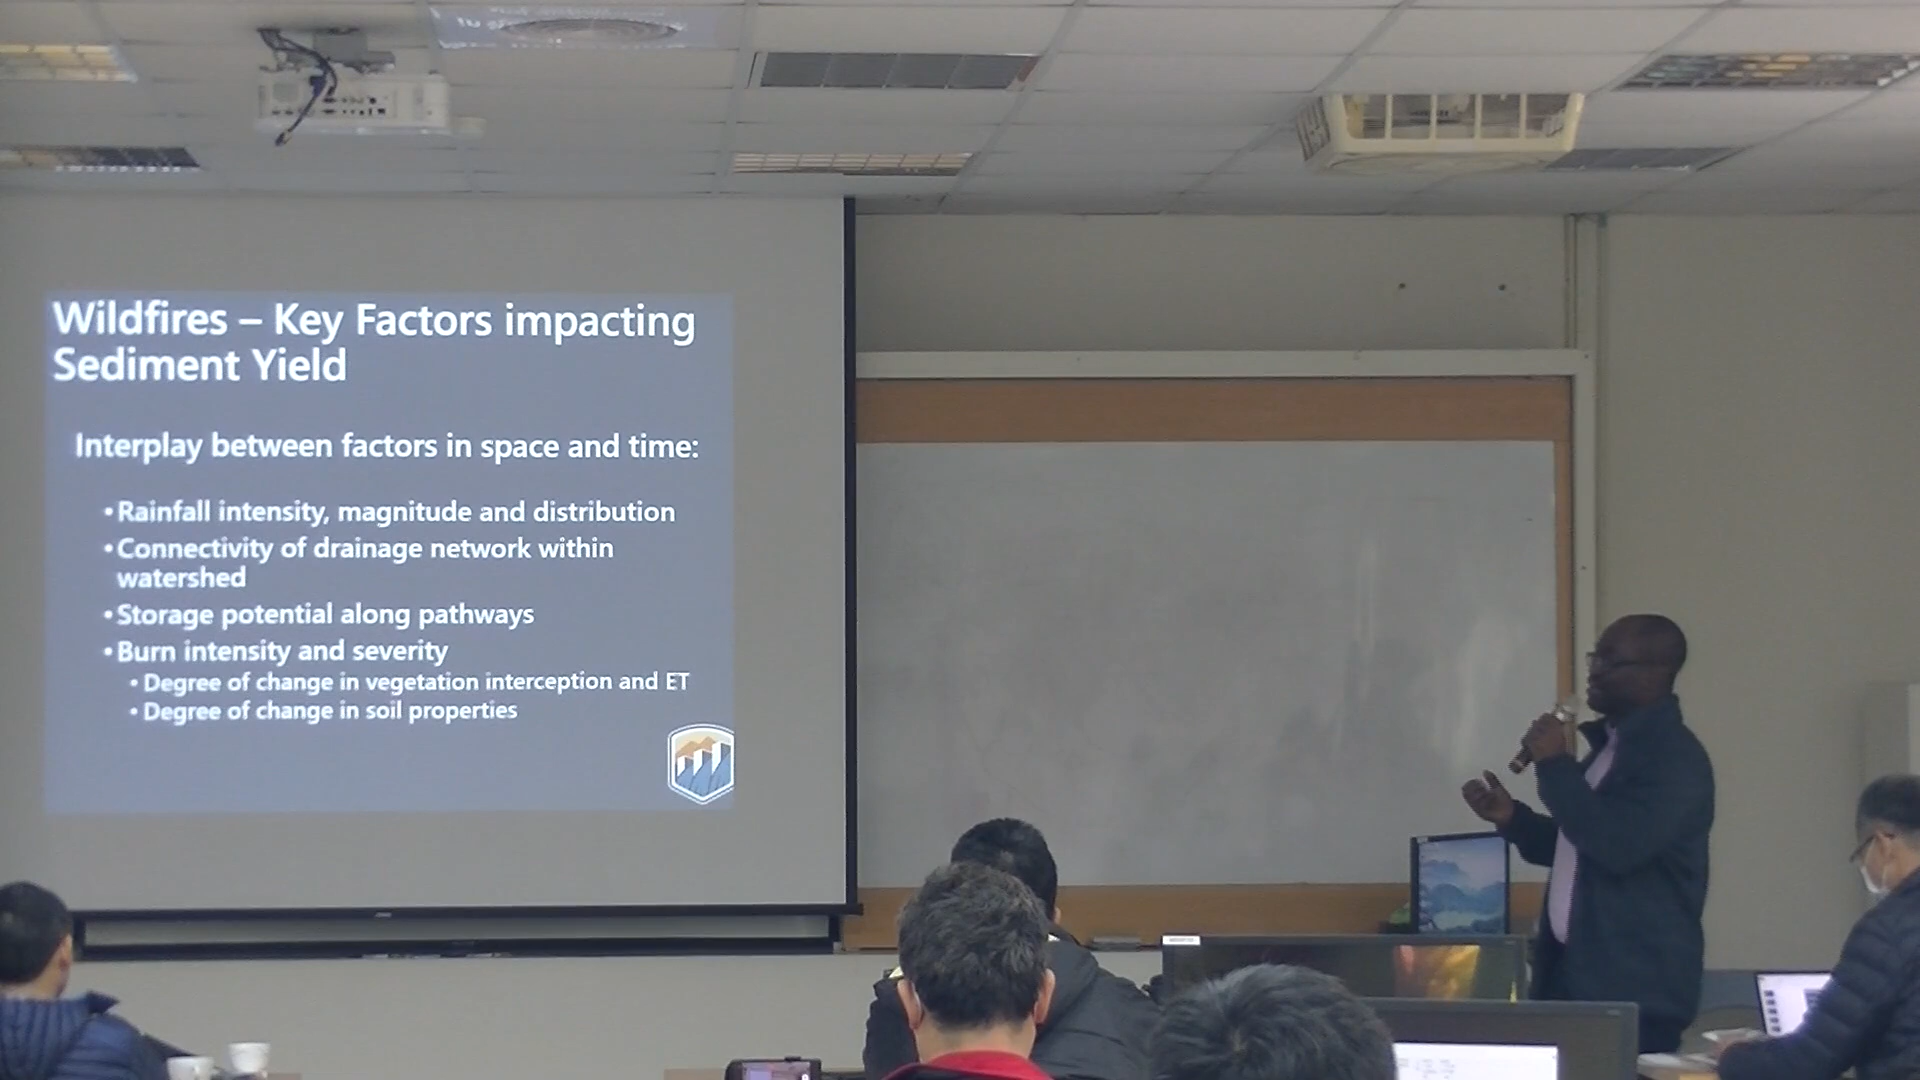 Wildfires – Key Factors impacting
Sediment Yield
Interplay between factors in space and time:
•Rainfall intensity, magnitude and distribution
•Connectivity of drainage network within
watershed
•Storage potential along pathways
•Burn intensity and severity
•Degree of change in vegetation interception and ET
•Degree of change in soil properties